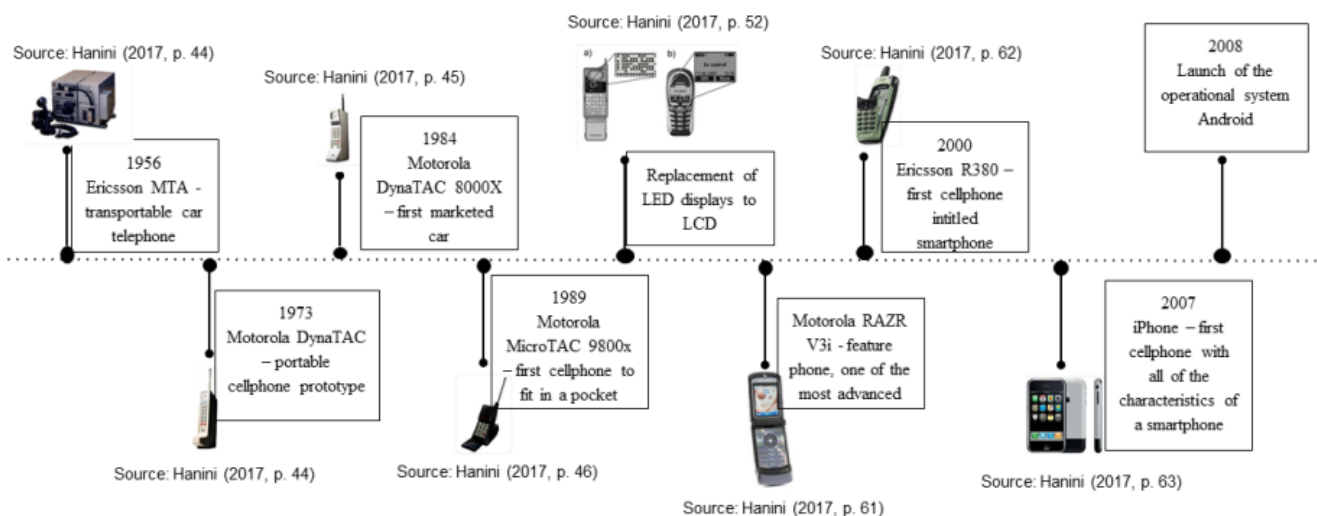 Source: Hanini (2017, p. 44)
1956
Ericsson MTA -
transportable car
telephone
1973
Motorola DynaTAC
– portable
cellphone prototype
Source: Hanini (2017, p. 44)
Source: Hanini (2017, p. 45)
1984
Motorola
DynaTAC 8000X
– first marketed
car
1989
Motorola
MicroTAC 9800x
– first cellphone to
fit in a pocket
Source: Hanini (2017, p. 46)
Source: Hanini (2017, p. 52)
a)
b)
Replacement of
LED displays to
LCD
Motorola RAZR
V3i - feature
phone, one of the
most advanced
Source: Hanini (2017, p. 61)
Source: Hanini (2017, p. 62)
2000
Ericsson R380 –
first cellphone
intitled
smartphone
2007
iPhone – first
cellphone with
all of the
characteristics of
a smartphone
Source: Hanini (2017, p. 63)
2008
Launch of the
operational system
Android